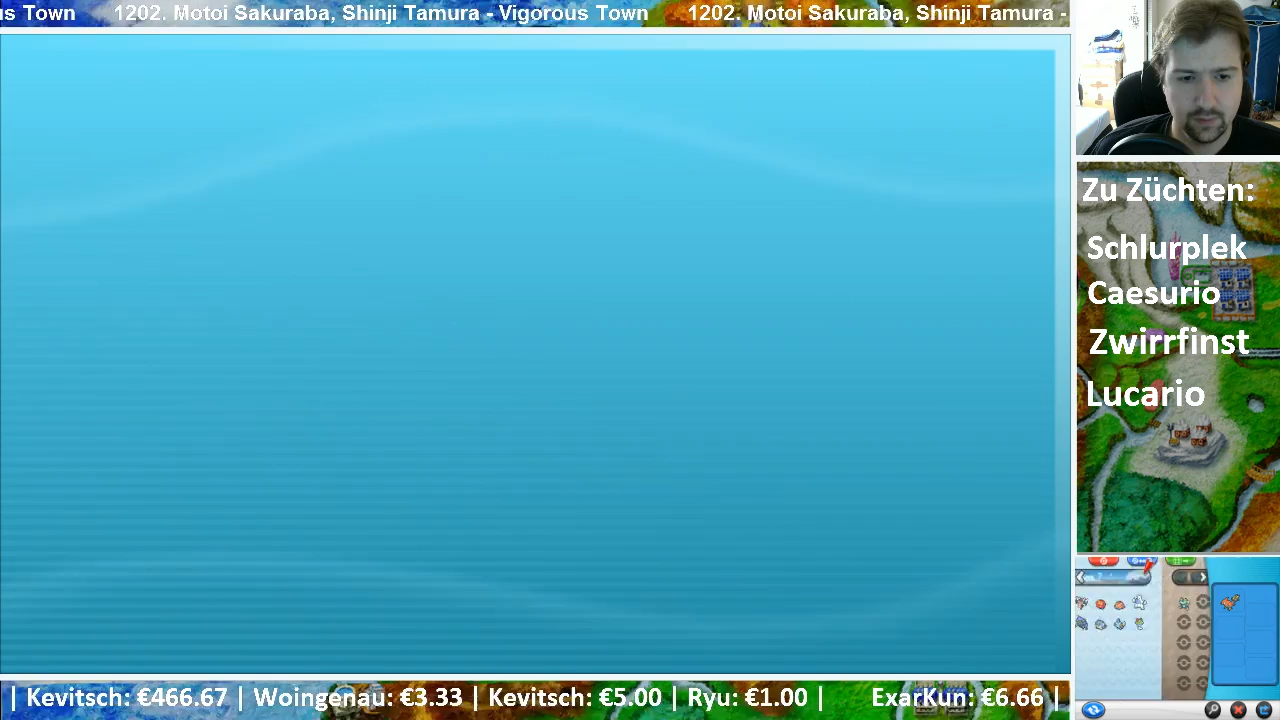 us Town 1202. Motoi Sakuraba, Shinji Tamura - Vigorous Town 1202. Motoi Sakuraba, Shinji Tamura -
Zu Züchten:
Schlurplek
Caesurio
Zwirrfinst
Lucario
| Kevitsch: €466.67 | Woingenau: €3.33 | Kevitsch: €5.00 | Ryu: €1.00 | ExarKun: €6.66 |